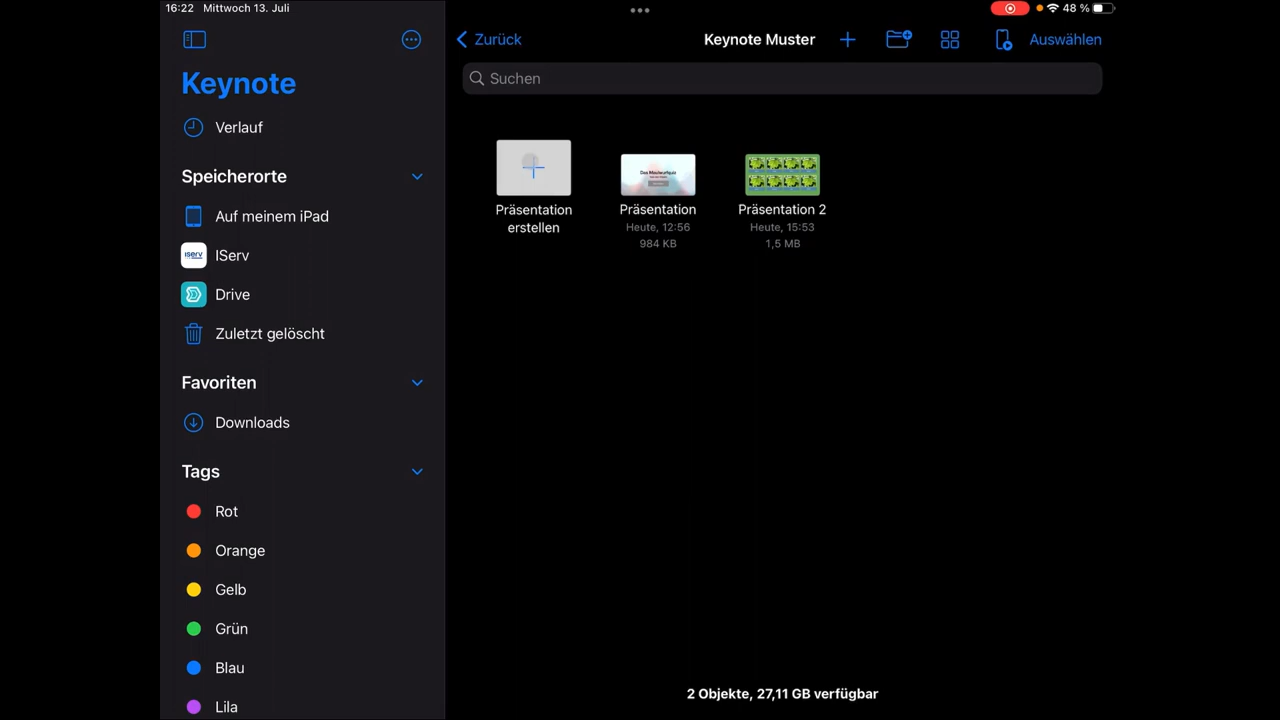 16:22 Mittwoch 13. Juli
48 %
Keynote
Verlauf
Speicherorte
Auf meinem iPad
IServ
IServ
Drive
Zuletzt gelöscht
Favoriten
Downloads
Tags
Rot
Orange
Gelb
Grün
Blau
Lila
Zurück
Keynote Muster
Auswählen
Suchen
Präsentation
erstellen
Präsentation
Heute, 12:56
984 KB
Präsentation 2
Heute, 15:53
1,5 MB
2 Objekte, 27,11 GB verfügbar